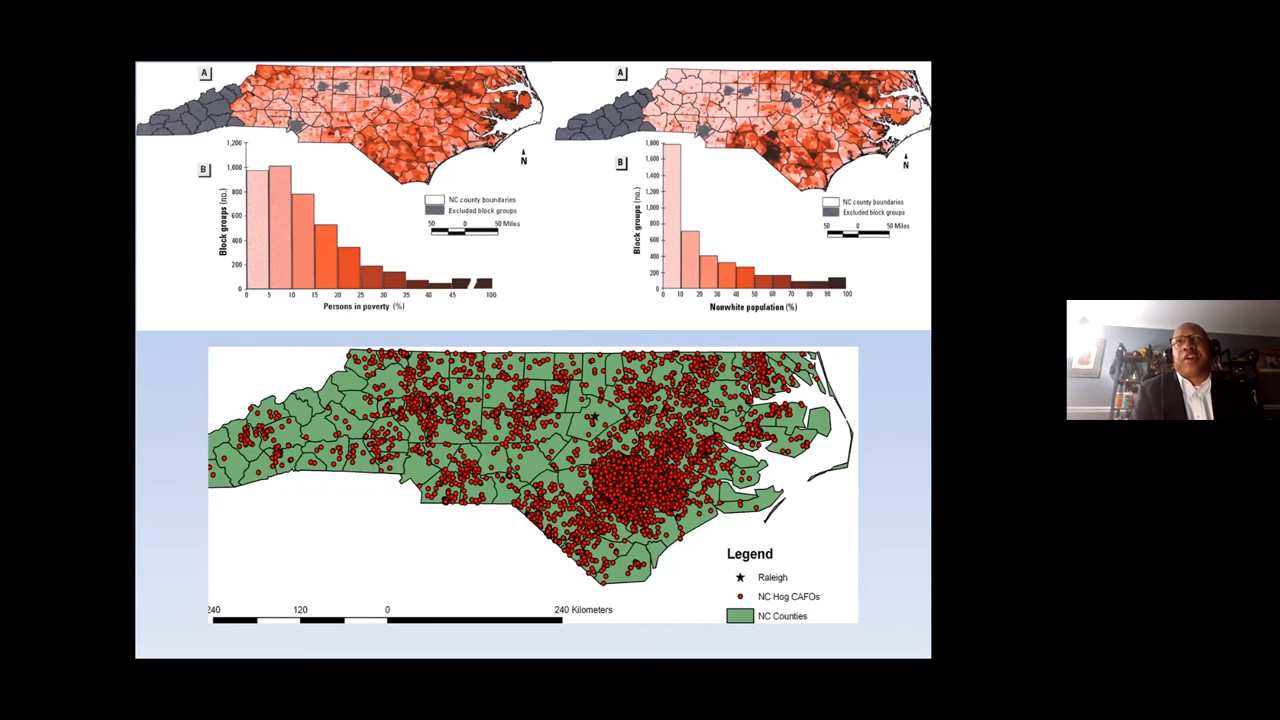 A
B
1,200
1,000
800
600
400
200
0
Block groups (no.)
0 5 10 15 20 25 30 35 40 45 100
Persons in poverty (%)
N
NC county boundaries
Excluded block groups
50 0 50 Miles
A
B
1,800
1,600
1,400
1,200
1,000
800
600
400
200
0
Block groups (no.)
0 10 20 30 40 50 60 70 80 90 100
Nonwhite population (%)
N
NC county boundaries
Excluded block groups
50 0 50 Miles
Legend
Raleigh
NC Hog CAFOs
NC Counties
240 120 0 240 Kilometers